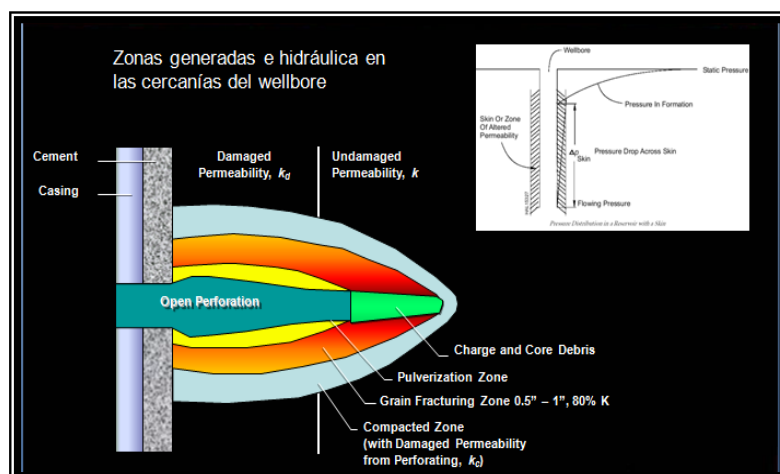 Zonas generadas e hidráulica en
las cercanías del wellbore
Wellbore
Static Pressure
Pressure In Formation
Skin Or Zone
Of Altered
Permeability
Pressure Drop Across Skin
Δp
Skin
Flowing Pressure
Pressure Distribution in a Reservoir with a Skin
Cement
Casing
Damaged
Permeability, kd
Undamaged
Permeability, k
Open Perforation
Charge and Core Debris
Pulverization Zone
Grain Fracturing Zone 0.5” – 1”, 80% K
Compacted Zone
(with Damaged Permeability
from Perforating, kc)